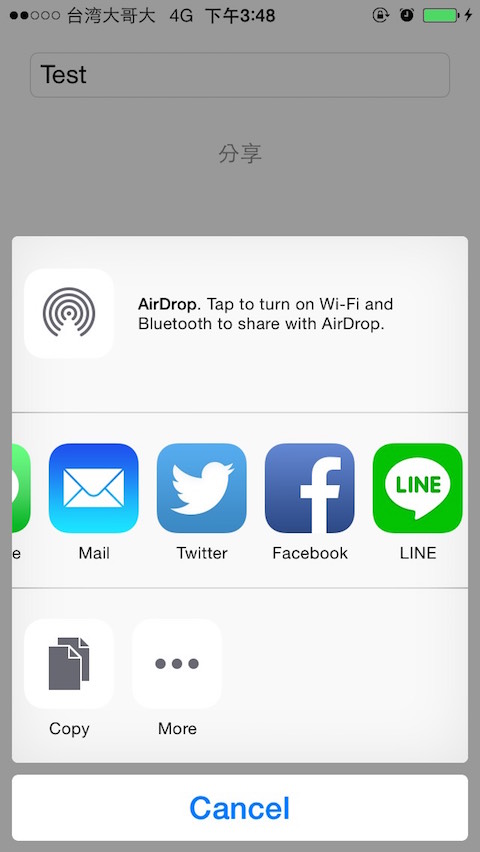 台湾大哥大 4G 下午3:48
Test
分享
AirDrop. Tap to turn on Wi-Fi and
Bluetooth to share with AirDrop.
LINE
e Mail Twitter Facebook LINE
Copy More
Cancel